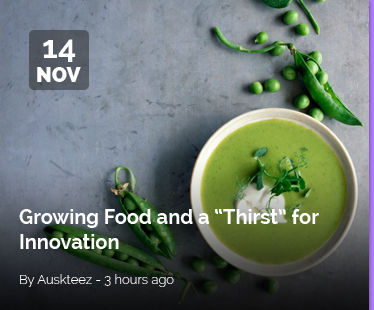 14
NOV
Growing Food and a “Thirst” for
Innovation
By Auskteez - 3 hours ago